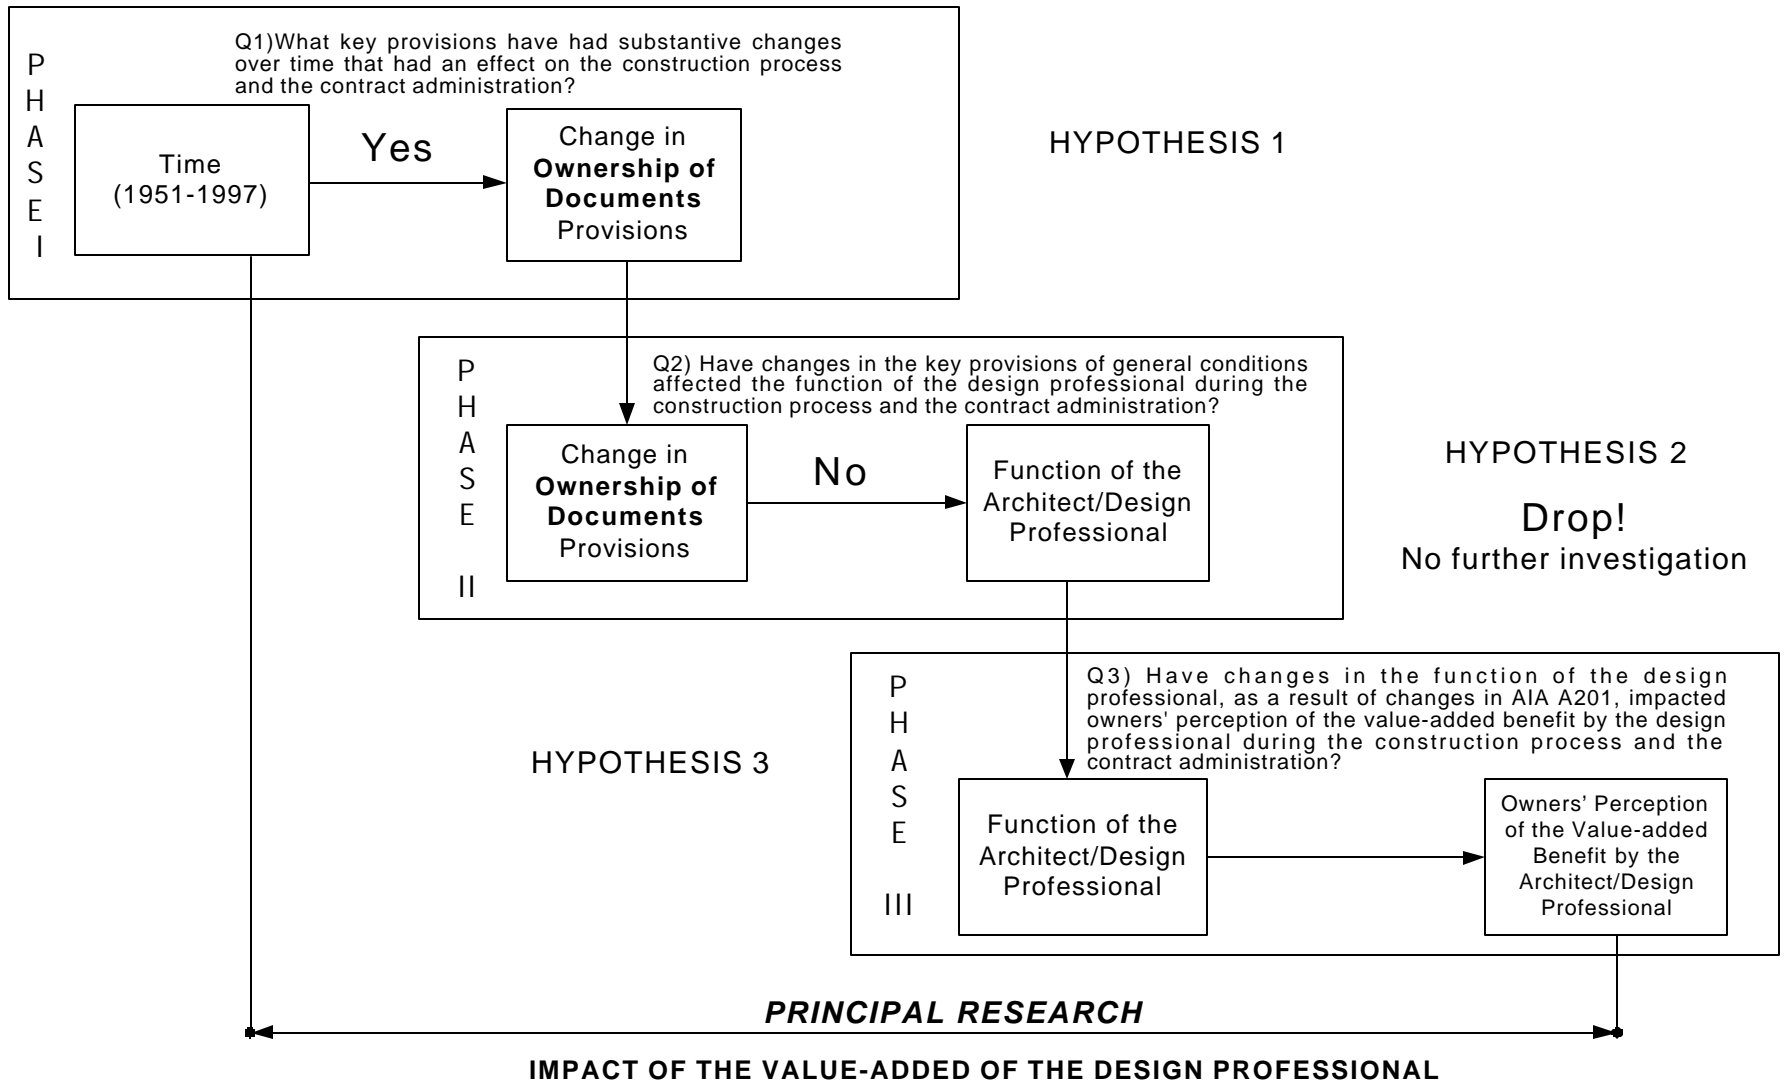 Q1)What key provisions have had substantive changes
over time that had an effect on the construction process
and the contract administration?
P
H
A
S
E
I
Time
(1951-1997)
Yes
Change in
Ownership of
Documents
Provisions
HYPOTHESIS 1
Q2) Have changes in the key provisions of general conditions
affected the function of the design professional during the
construction process and the contract administration?
P
H
A
S
E
II
Change in
Ownership of
Documents
Provisions
No
Function of the
Architect/Design
Professional
HYPOTHESIS 2
Drop!
No further investigation
Q3) Have changes in the function of the design
professional, as a result of changes in AIA A201, impacted
owners' perception of the value-added benefit by the design
professional during the construction process and the
contract administration?
HYPOTHESIS 3
P
H
A
S
E
III
Function of the
Architect/Design
Professional
Owners’ Perception
of the Value-added
Benefit by the
Architect/Design
Professional
PRINCIPAL RESEARCH
IMPACT OF THE VALUE-ADDED OF THE DESIGN PROFESSIONAL